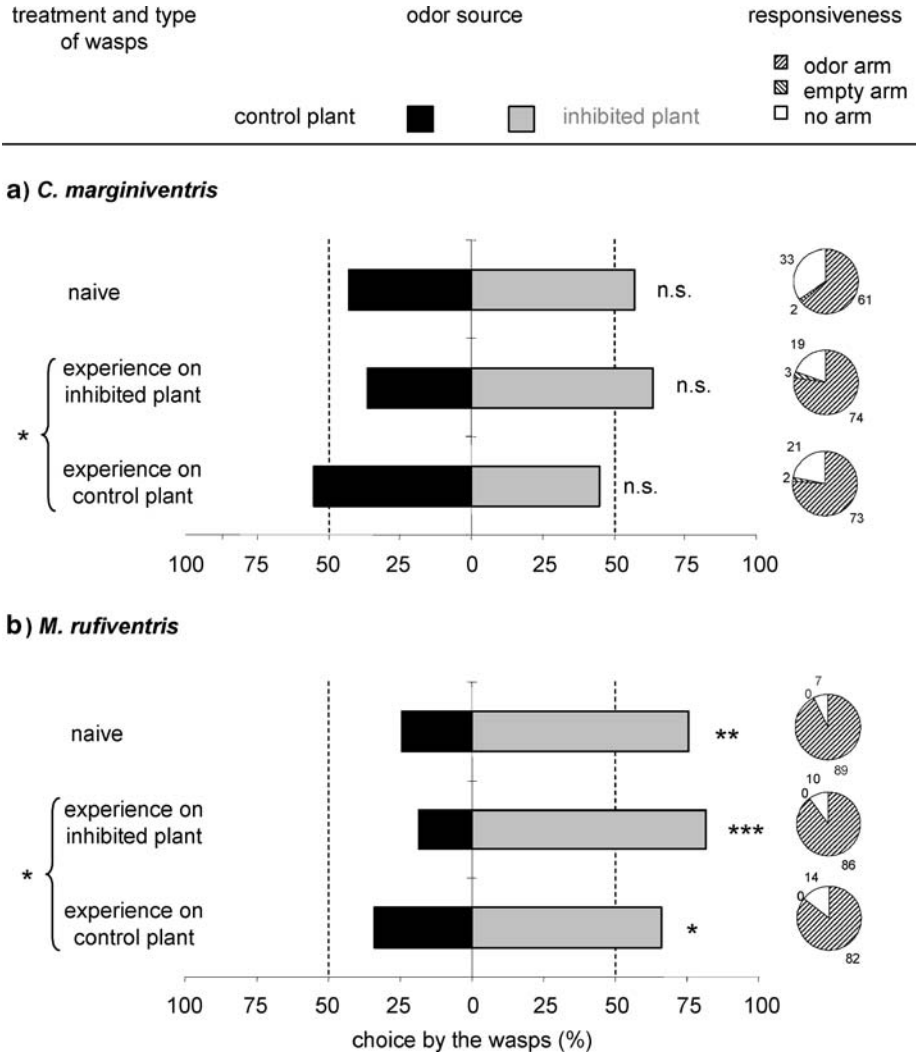 treatment and type of wasps
odor source
responsiveness
odor arm
empty arm
no arm
control plant
inhibited plant
a) C. marginiventris
naive
n.s.
33
2
61
experience on
inhibited plant
n.s.
19
3
74
*
experience on
control plant
n.s.
21
2
73
100 75 50 25 0 25 50 75 100
b) M. rufiventris
naive
**
7
0
89
experience on
inhibited plant
***
10
0
86
*
experience on
control plant
*
14
0
82
100 75 50 25 0 25 50 75 100
choice by the wasps (%)